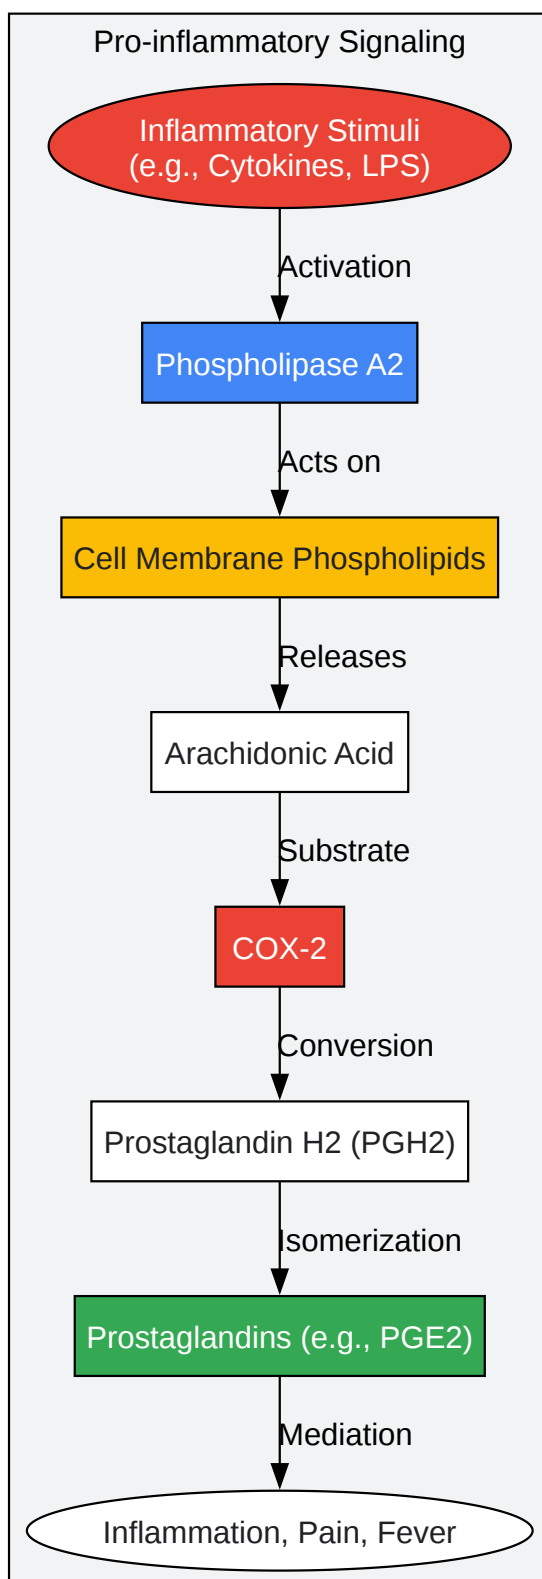 Pro-inflammatory Signaling
Inflammatory Stimuli
(e.g., Cytokines, LPS)
Activation
Phospholipase A2
Acts on
Cell Membrane Phospholipids
Releases
Arachidonic Acid
Substrate
COX-2
Conversion
Prostaglandin H2 (PGH2)
Isomerization
Prostaglandins (e.g., PGE2)
Mediation
Inflammation, Pain, Fever